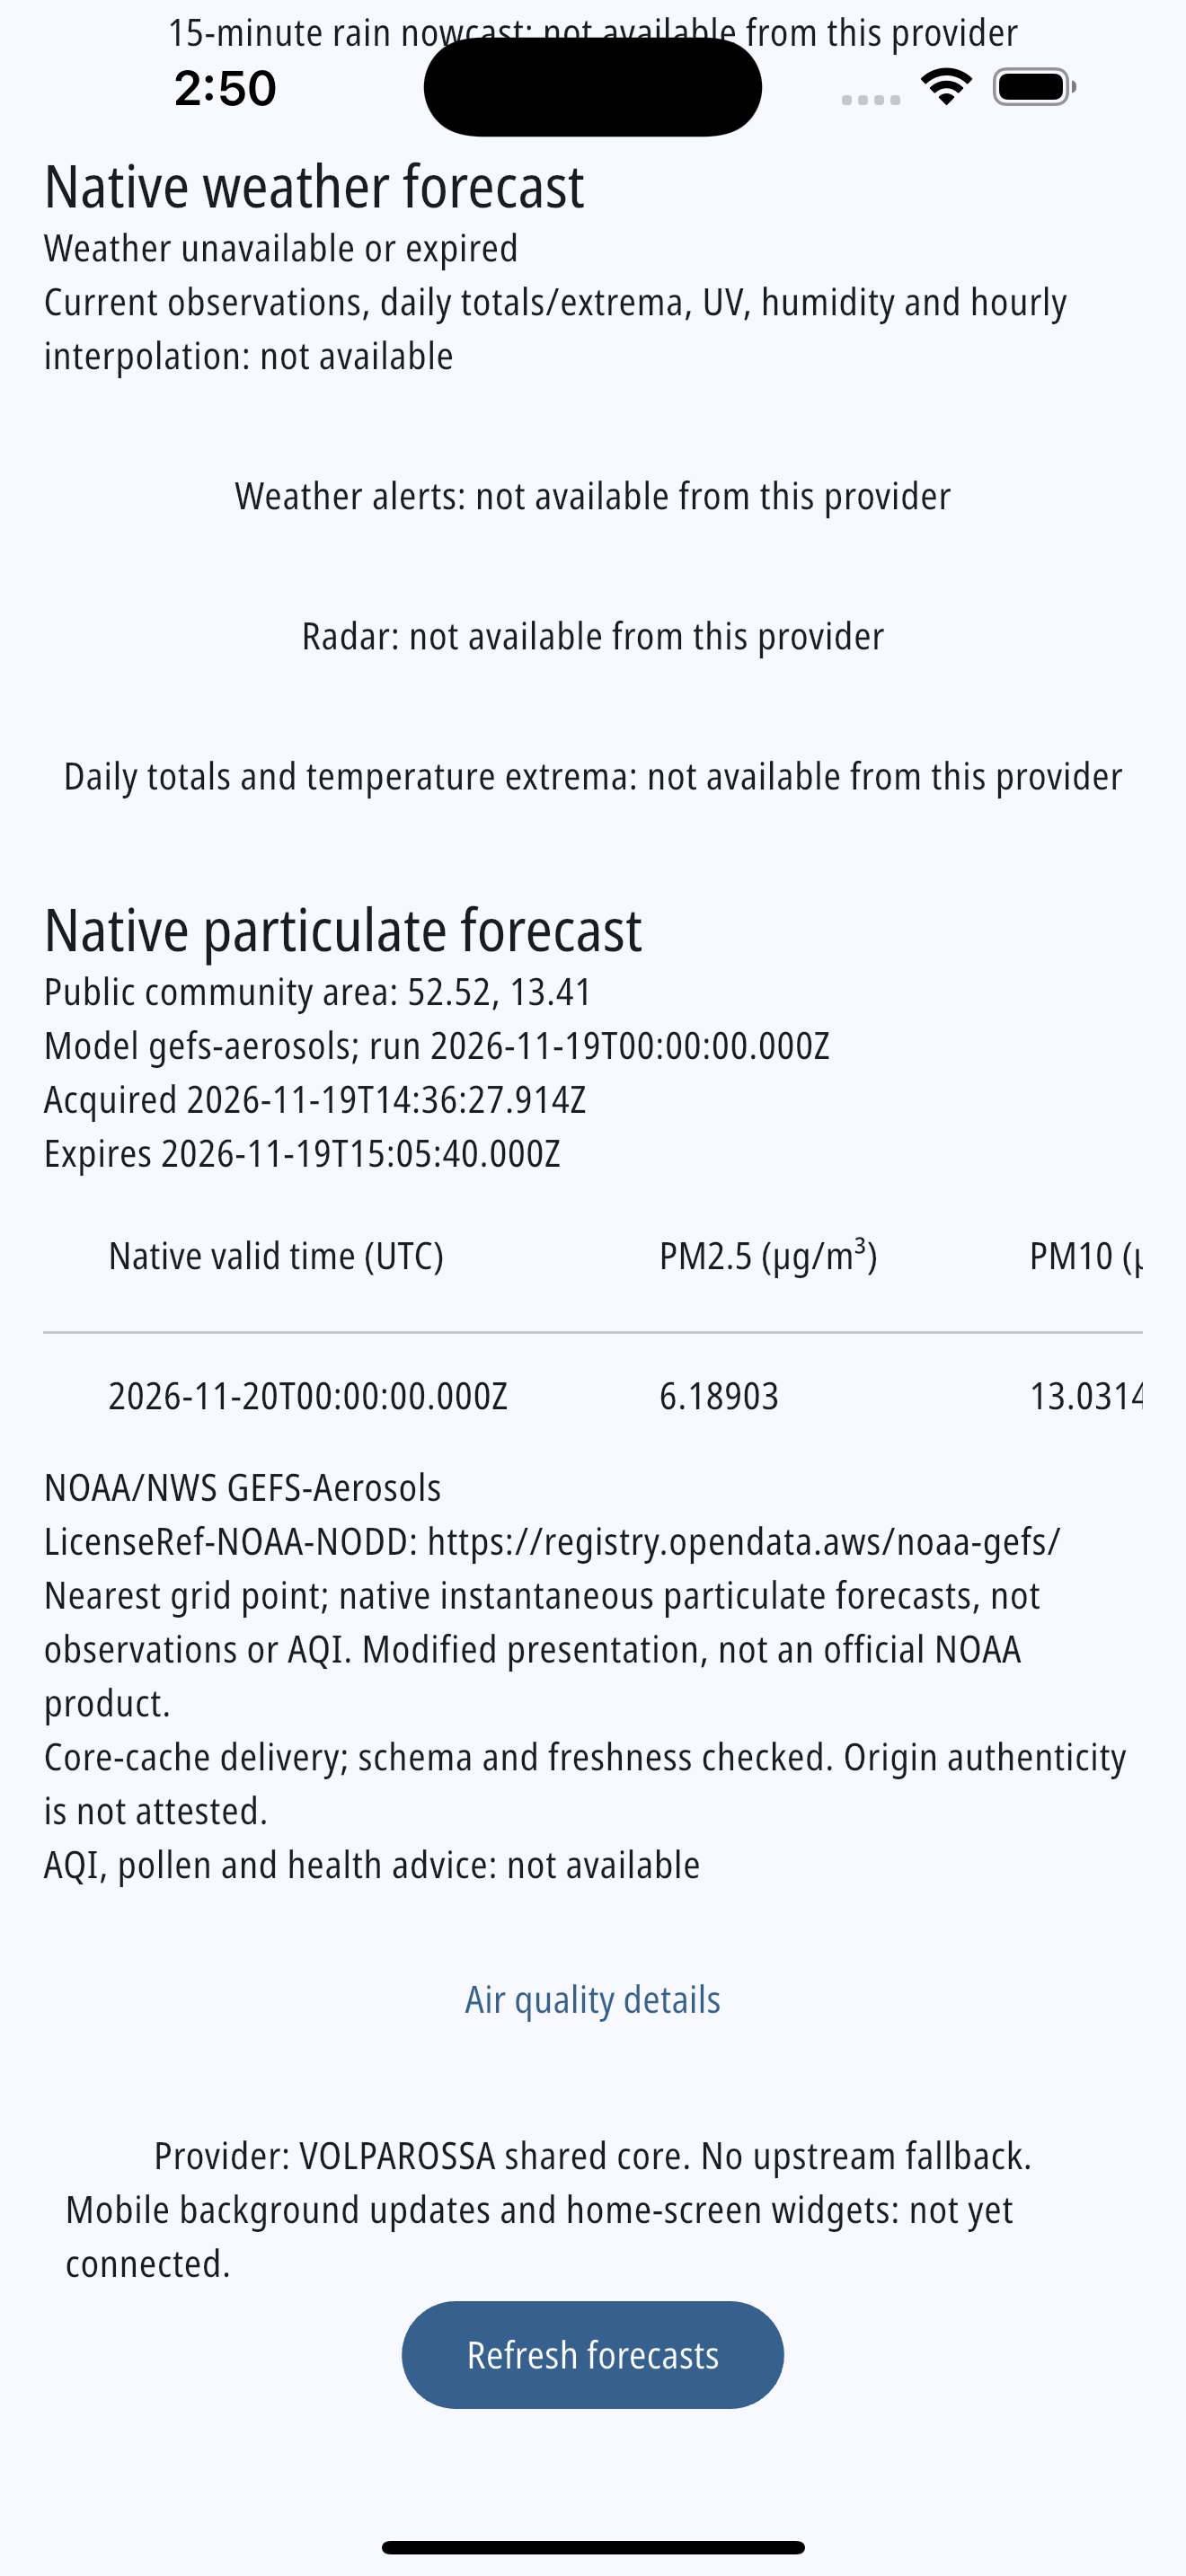 15-minute rain nowcast: not available from this provider
2:50
Native weather forecast
Weather unavailable or expired
Current observations, daily totals/extrema, UV, humidity and hourly
interpolation: not available
Weather alerts: not available from this provider
Radar: not available from this provider
Daily totals and temperature extrema: not available from this provider
Native particulate forecast
Public community area: 52.52, 13.41
Model gefs-aerosols; run 2026-11-19T00:00:00.000Z
Acquired 2026-11-19T14:36:27.914Z
Expires 2026-11-19T15:05:40.000Z
Native valid time (UTC) PM2.5 (µg/m³) PM10 (µ
2026-11-20T00:00:00.000Z 6.18903 13.0314
NOAA/NWS GEFS-Aerosols
LicenseRef-NOAA-NODD: https://registry.opendata.aws/noaa-gefs/
Nearest grid point; native instantaneous particulate forecasts, not
observations or AQI. Modified presentation, not an official NOAA
product.
Core-cache delivery; schema and freshness checked. Origin authenticity
is not attested.
AQI, pollen and health advice: not available
Air quality details
Provider: VOLPAROSSA shared core. No upstream fallback.
Mobile background updates and home-screen widgets: not yet
connected.
Refresh forecasts